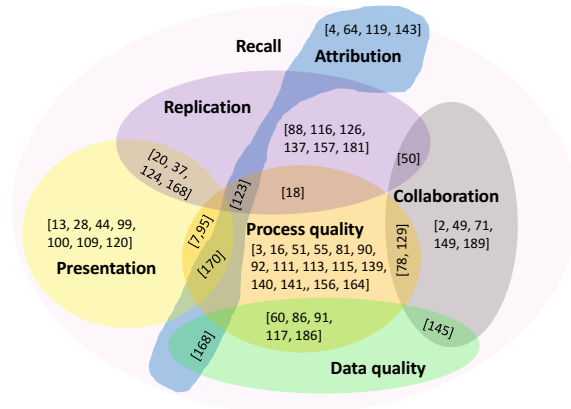 [4, 64, 119, 143]
Recall
Attribution
Replication
[88, 116, 126,
137, 157, 181]
[20, 37,
124, 168]
[50]
[123]
[18]
Collaboration
[13, 28, 44, 99,
100, 109, 120]
[7,95]
Process quality
[2, 49, 71,
149, 189]
[3, 16, 51, 55, 81, 90,
92, 111, 113, 115, 139,
140, 141,, 156, 164]
[78, 129]
Presentation
[170]
[60, 86, 91,
117, 186]
[145]
[168]
Data quality